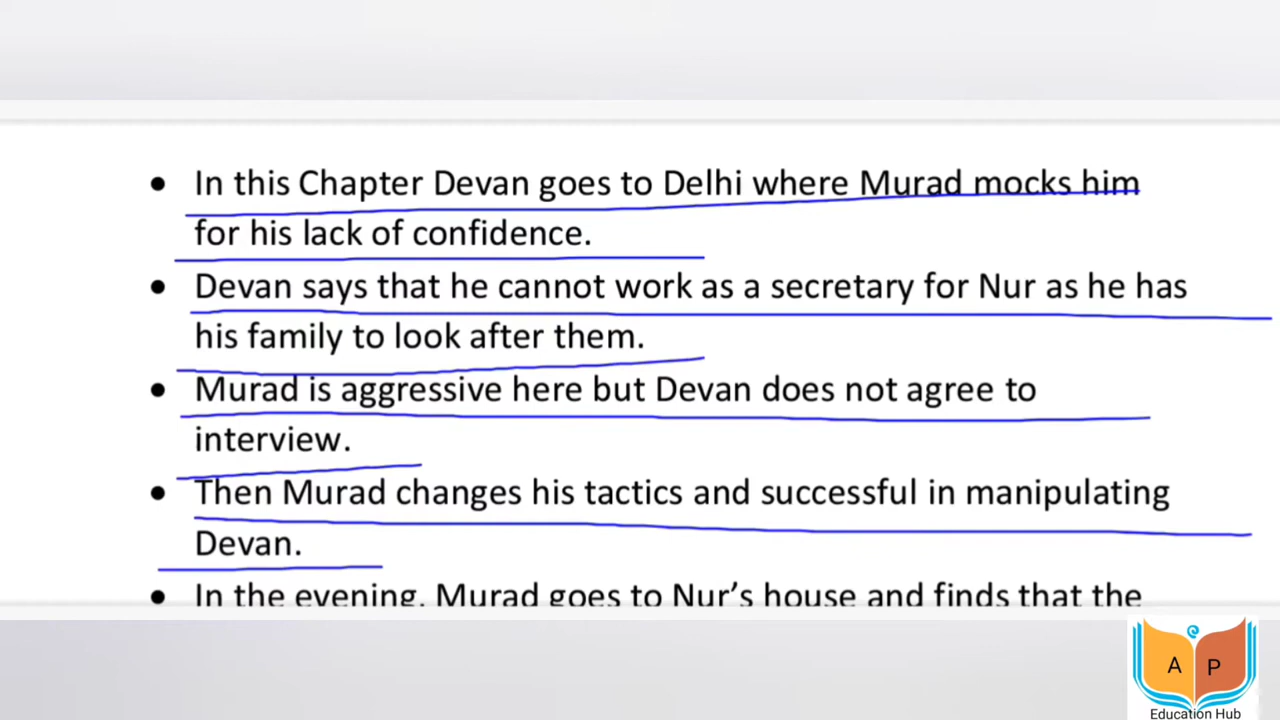 • In this Chapter Devan goes to Delhi where Murad mocks him
for his lack of confidence.
• Devan says that he cannot work as a secretary for Nur as he has
his family to look after them.
• Murad is aggressive here but Devan does not agree to
interview.
• Then Murad changes his tactics and successful in manipulating
Devan.
• In the evening, Murad goes to Nur’s house and finds that the
A P
Education Hub